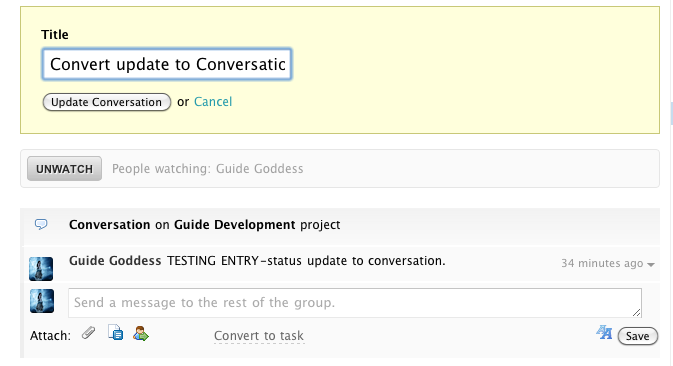 Title
Convert update to Conversatic
Update Conversation or Cancel
UNWATCH People watching: Guide Goddess
Conversation on Guide Development project
Guide Goddess TESTING ENTRY-status update to conversation. 34 minutes ago
Send a message to the rest of the group.
Attach: Convert to task AA Save